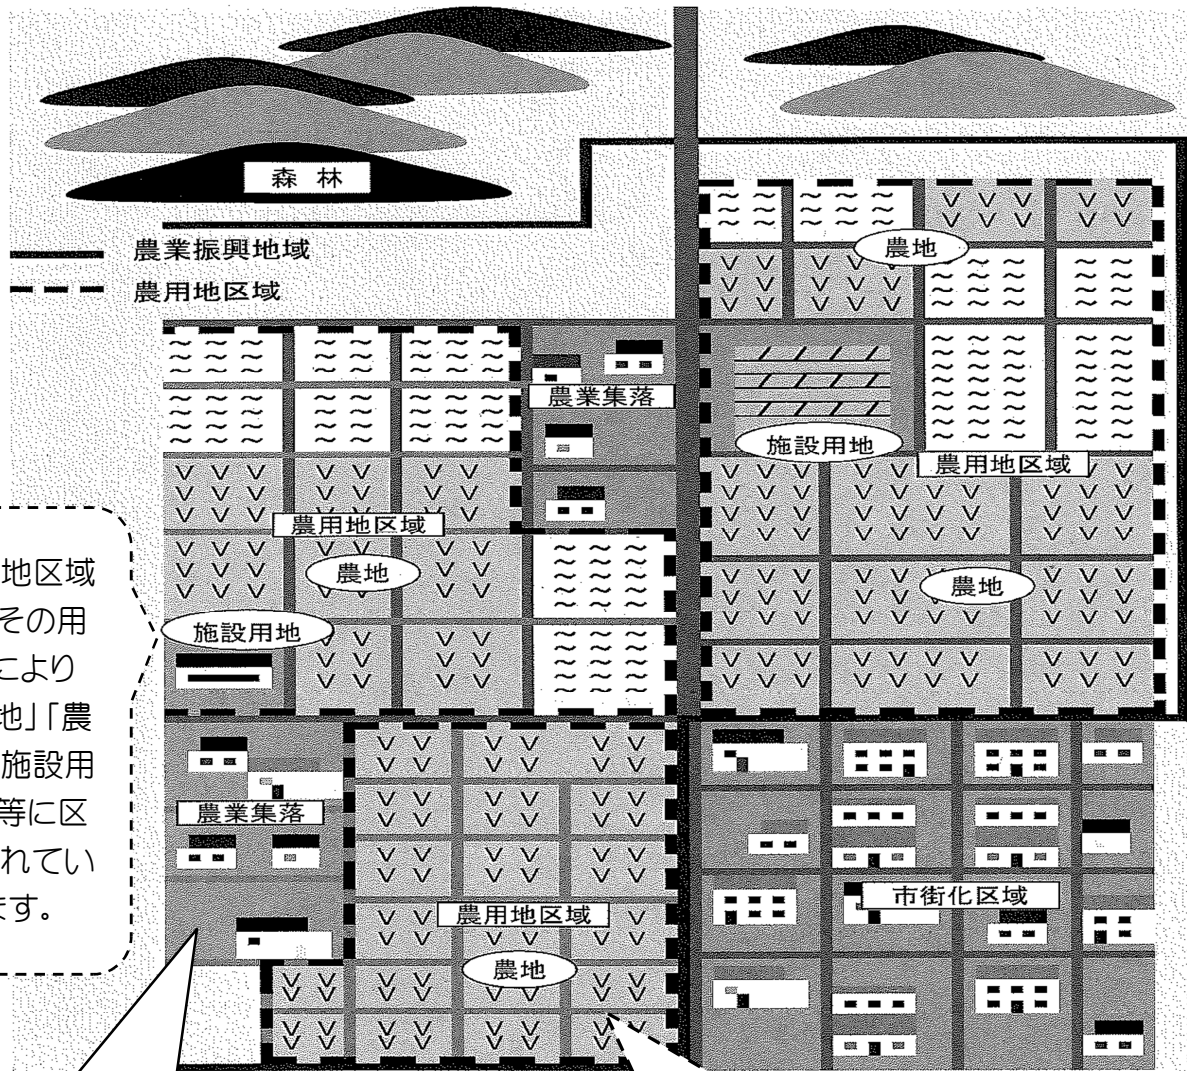 森 林
農業振興地域
農用地区域
農地
農業集落
施設用地
農用地区域
農用地区域
農地
農地
施設用地
地区域
その用
により
地」「農
施設用
等に区
れてい
ます。
農業集落
農用地区域
農地
市街化区域